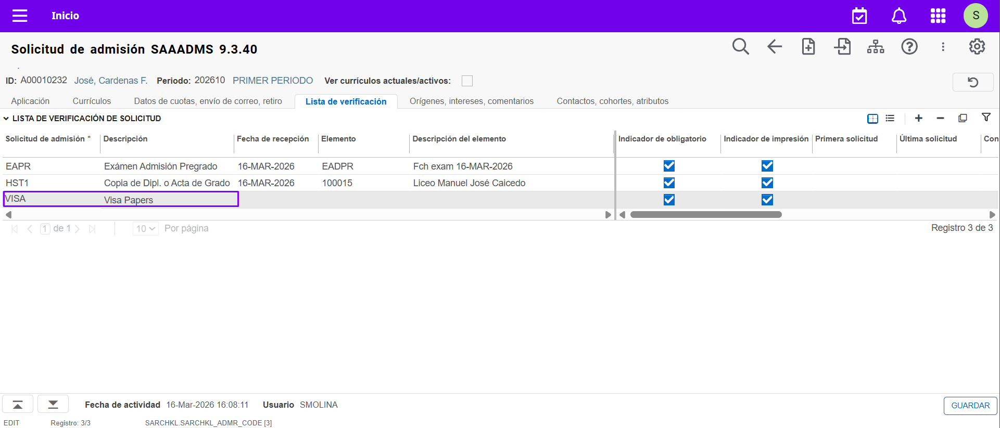 Inicio
S
Solicitud de admisión SAAADMS 9.3.40
ID: A00010232 José, Cardenas F. Periodo: 202610 PRIMER PERIODO Ver currículos actuales/activos:
Aplicación Currículos Datos de cuotas, envío de correo, retiro Lista de verificación Orígenes, intereses, comentarios Contactos, cohortes, atributos
LISTA DE VERIFICACIÓN DE SOLICITUD
Solicitud de admisión * Descripción Fecha de recepción Elemento Descripción del elemento Indicador de obligatorio Indicador de impresión Primera solicitud Última solicitud Con
EAPR Exámen Admisión Pregrado 16-MAR-2026 EADPR Fch exam 16-MAR-2026
HST1 Copia de Dipl. o Acta de Grado 16-MAR-2026 100015 Liceo Manuel José Caicedo
VISA Visa Papers
1 de 1 10 Por página Registro 3 de 3
Fecha de actividad 16-Mar-2026 16:08:11 Usuario SMOLINA GUARDAR
EDIT Registro: 3/3 SARCHKL.SARCHKL_ADMR_CODE [3]